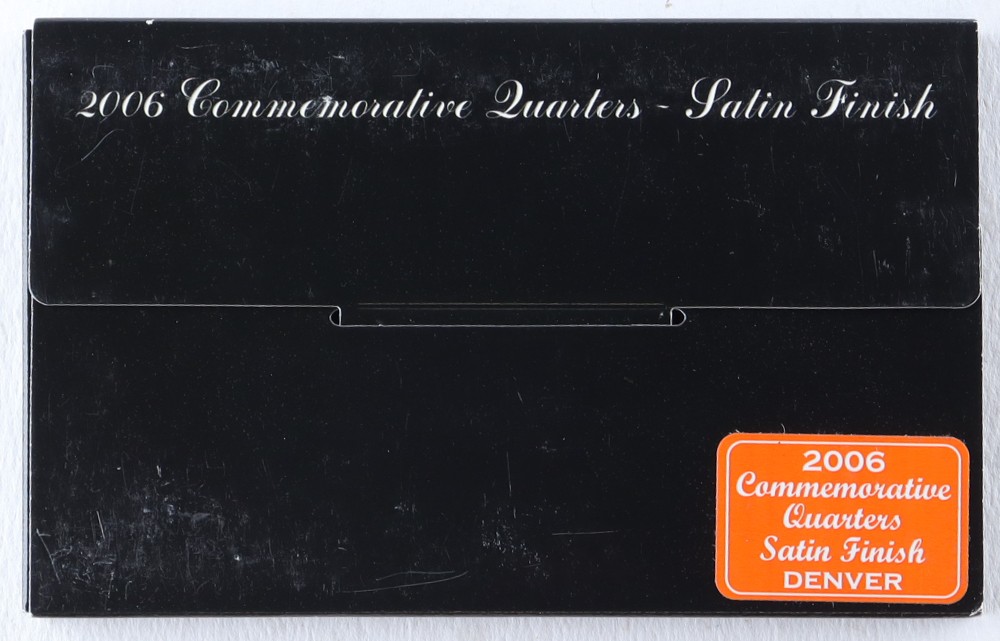 2006 Commemorative Quarters - Satin Finish
2006
Commemorative
Quarters
Satin Finish
DENVER